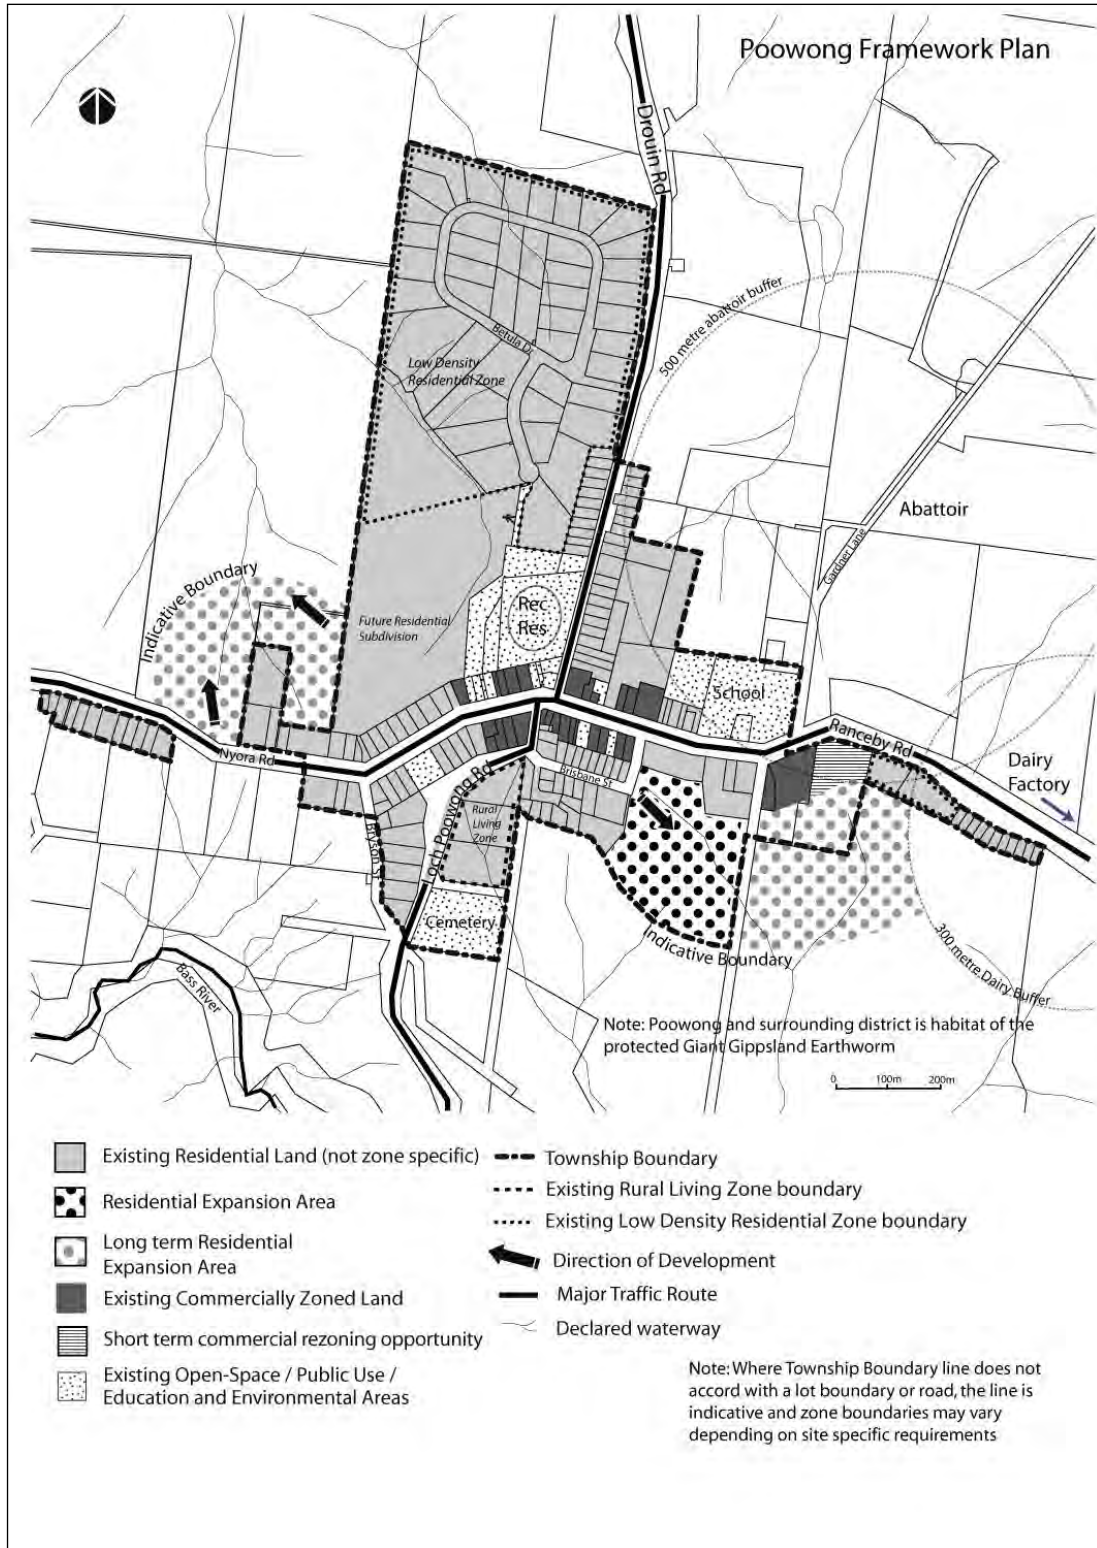 Poowong Framework Plan
Drouin Rd
500 metre abattoir buffer
Betula D.
Low Density
Residential Zone
Abattoir
Gardner Lane
Indicative Boundary
Rec
Res
Future Residential
Subdivision
School
Ranceby Rd
Nyora Rd
Dairy
Factory
Brisbane St
Loch Poowong Rd
Rural
Living
Zone
Bryson St
Cemetery
Indicative Boundary
300 metre Dairy Buffer
Bass River
Note: Poowong and surrounding district is habitat of the
protected Giant Gippsland Earthworm
0 100m 200m
Existing Residential Land (not zone specific)
Residential Expansion Area
Long term Residential
Expansion Area
Existing Commercially Zoned Land
Short term commercial rezoning opportunity
Existing Open-Space / Public Use /
Education and Environmental Areas
Township Boundary
Existing Rural Living Zone boundary
Existing Low Density Residential Zone boundary
Direction of Development
Major Traffic Route
Declared waterway
Note: Where Township Boundary line does not
accord with a lot boundary or road, the line is
indicative and zone boundaries may vary
depending on site specific requirements